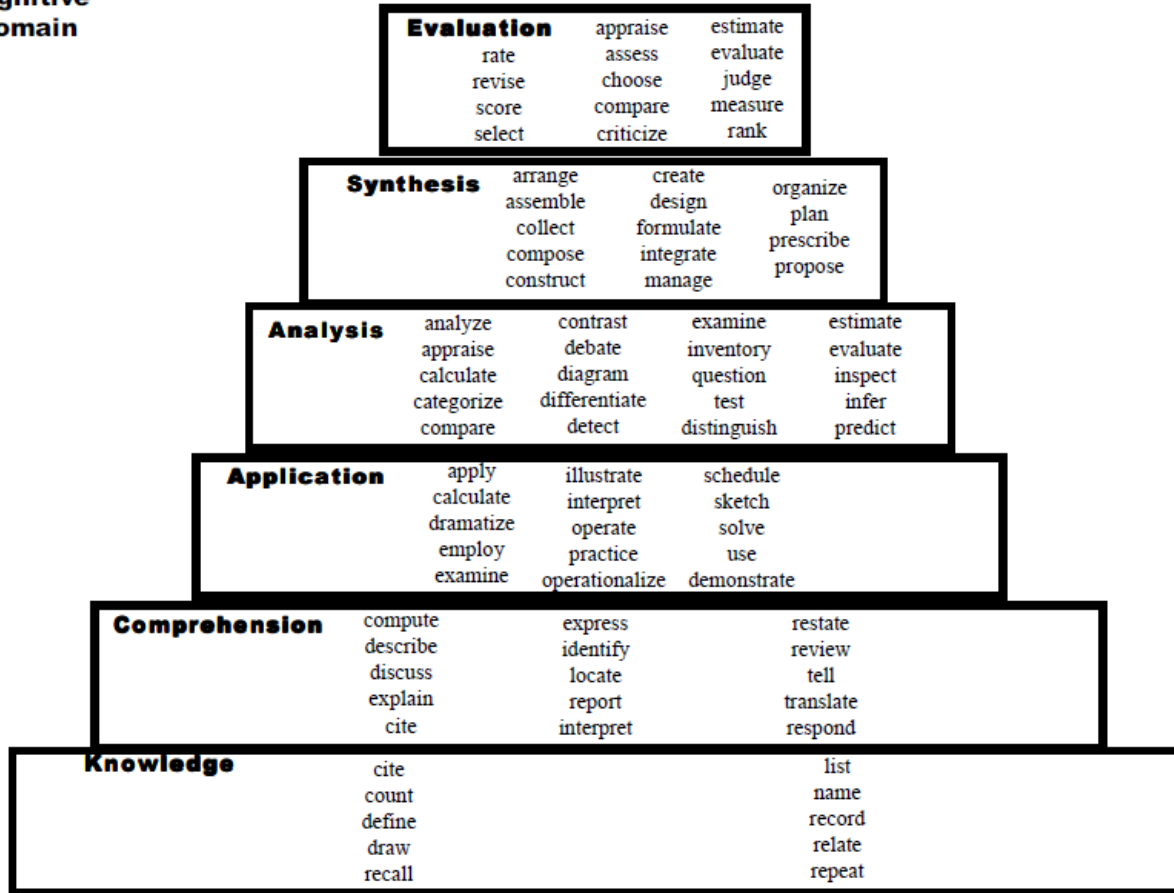 gnitive
omain
Evaluation appraise estimate
rate assess evaluate
revise choose judge
score compare measure
select criticize rank
Synthesis arrange create organize
assemble design plan
collect formulate prescribe
compose integrate propose
construct manage
Analysis analyze contrast examine estimate
appraise debate inventory evaluate
calculate diagram question inspect
categorize differentiate test infer
compare detect distinguish predict
Application apply illustrate schedule
calculate interpret sketch
dramatize operate solve
employ practice use
examine operationalize demonstrate
Comprehension compute express restate
describe identify review
discuss locate tell
explain report translate
cite interpret respond
Knowledge cite list
count name
define record
draw relate
recall repeat